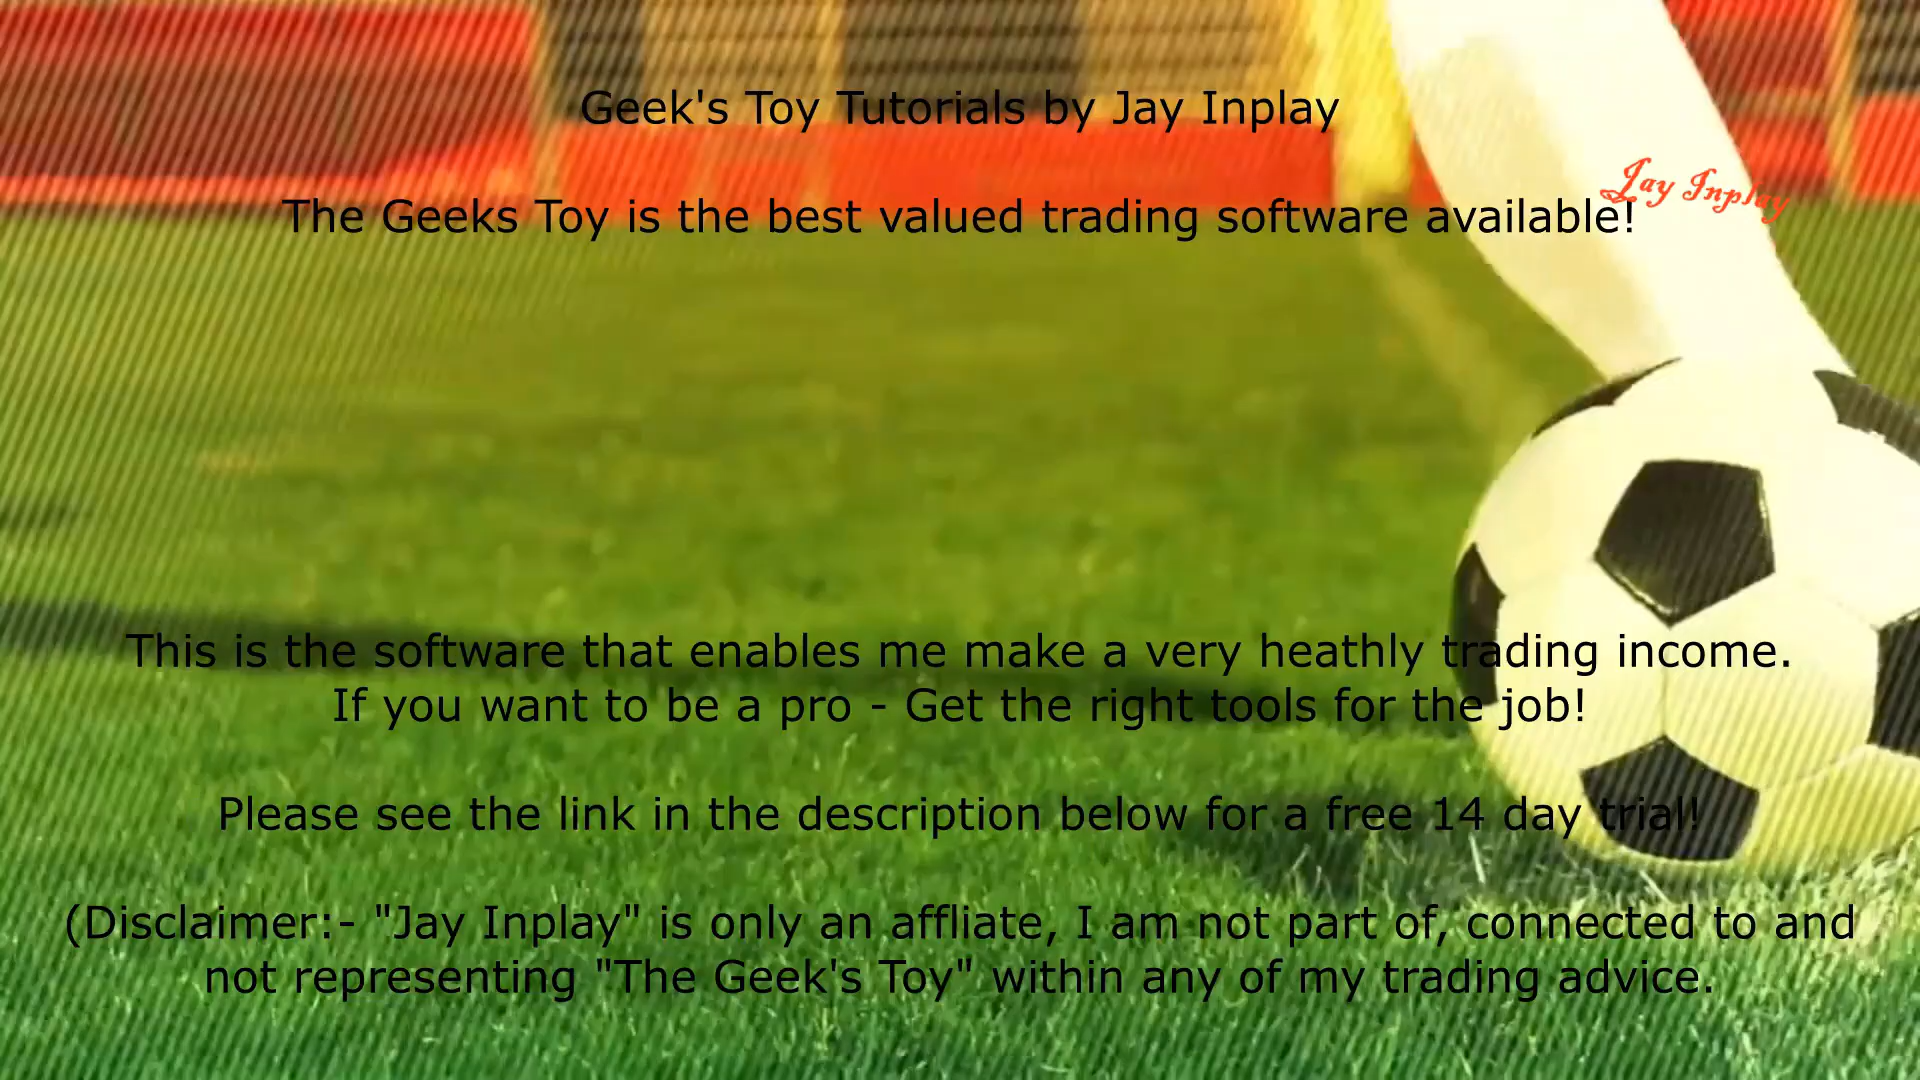 Geek's Toy Tutorials by Jay Inplay
Jay Inplay
The Geeks Toy is the best valued trading software available!
This is the software that enables me make a very heathly trading income.
If you want to be a pro - Get the right tools for the job!
Please see the link in the description below for a free 14 day trial!
(Disclaimer:- "Jay Inplay" is only an affliate, I am not part of, connected to and
not representing "The Geek's Toy" within any of my trading advice.